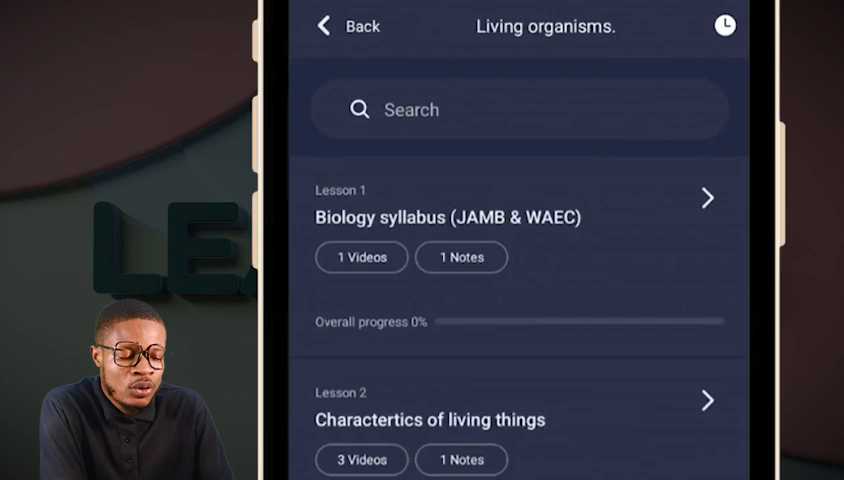 Back
Living organisms.
Search
Lesson 1
Biology syllabus (JAMB & WAEC)
1 Videos
1 Notes
Overall progress 0%
Lesson 2
Charactertics of living things
3 Videos
1 Notes